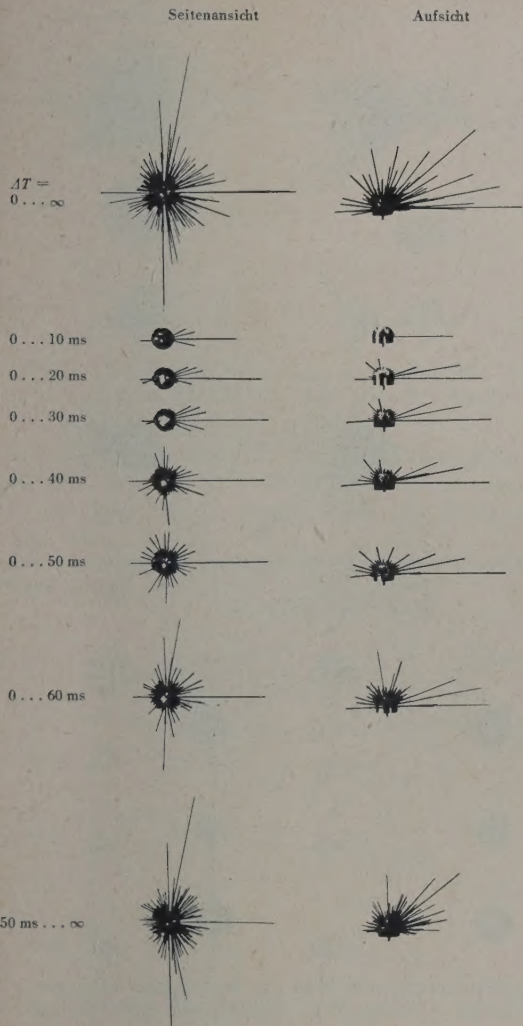 Seitenansicht Aufsicht
ΔT =
0 . . . ∞
0 . . . 10 ms
0 . . . 20 ms
0 . . . 30 ms
0 . . . 40 ms
0 . . . 50 ms
0 . . . 60 ms
50 ms . . . ∞